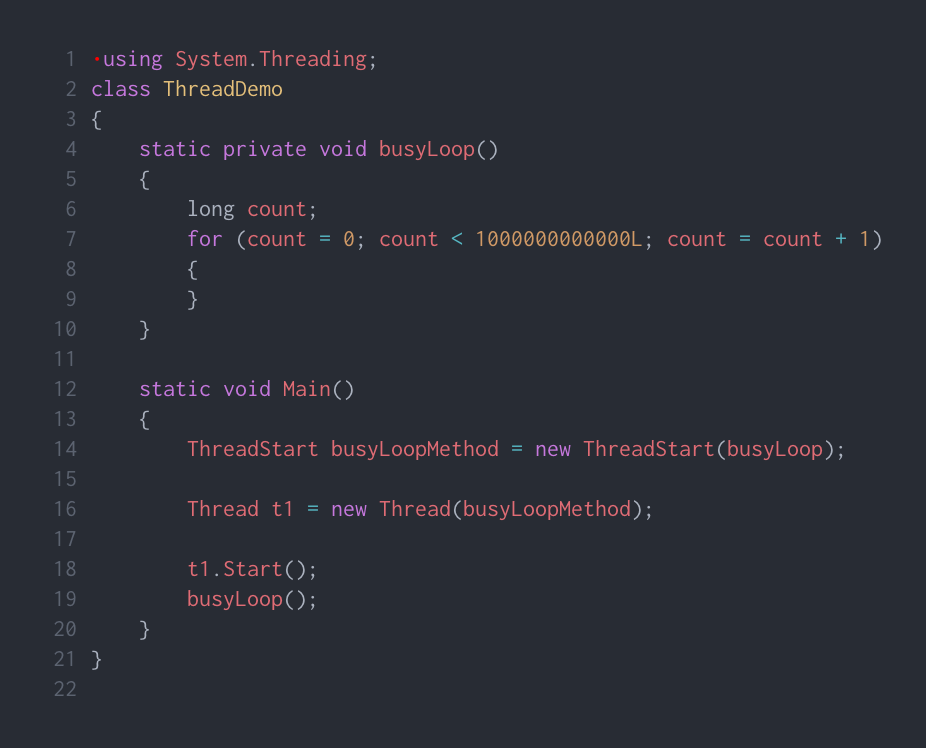 1 ·using System.Threading;
2 class ThreadDemo
3 {
4     static private void busyLoop()
5     {
6         long count;
7         for (count = 0; count < 1000000000000L; count = count + 1)
8         {
9         }
10     }
11
12     static void Main()
13     {
14         ThreadStart busyLoopMethod = new ThreadStart(busyLoop);
15
16         Thread t1 = new Thread(busyLoopMethod);
17
18         t1.Start();
19         busyLoop();
20     }
21 }
22